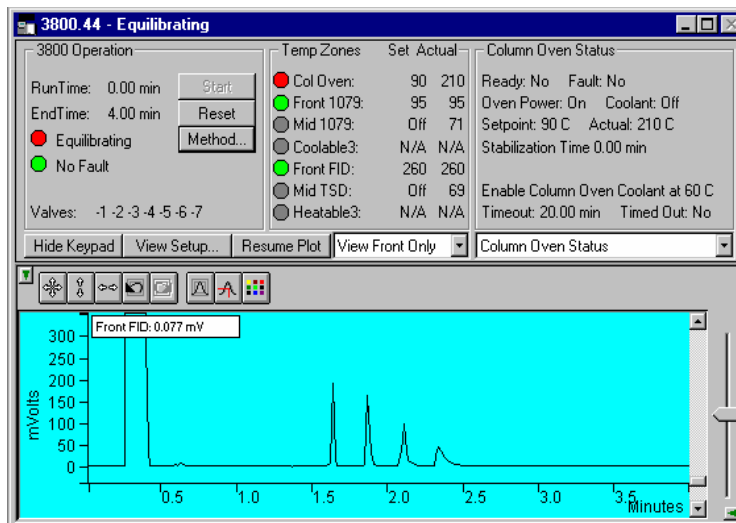 3800.44 - Equilibrating
3800 Operation
RunTime: 0.00 min
Start
EndTime: 4.00 min
Reset
Equilibrating
Method...
No Fault
Valves: -1 -2 -3 -4 -5 -6 -7
Temp Zones Set Actual
Col Oven: 90 210
Front 1079: 95 95
Mid 1079: Off 71
Coolable3: N/A N/A
Front FID: 260 260
Mid TSD: Off 69
Heatable3: N/A N/A
Column Oven Status
Ready: No Fault: No
Oven Power: On Coolant: Off
Setpoint: 90 C Actual: 210 C
Stabilization Time 0.00 min
Enable Column Oven Coolant at 60 C
Timeout: 20.00 min Timed Out: No
Hide Keypad View Setup... Resume Plot View Front Only Column Oven Status
Front FID: 0.077 mV
mVolts
300
250
200
150
100
50
0
0.5 1.0 1.5 2.0 2.5 3.0 3.5
Minutes